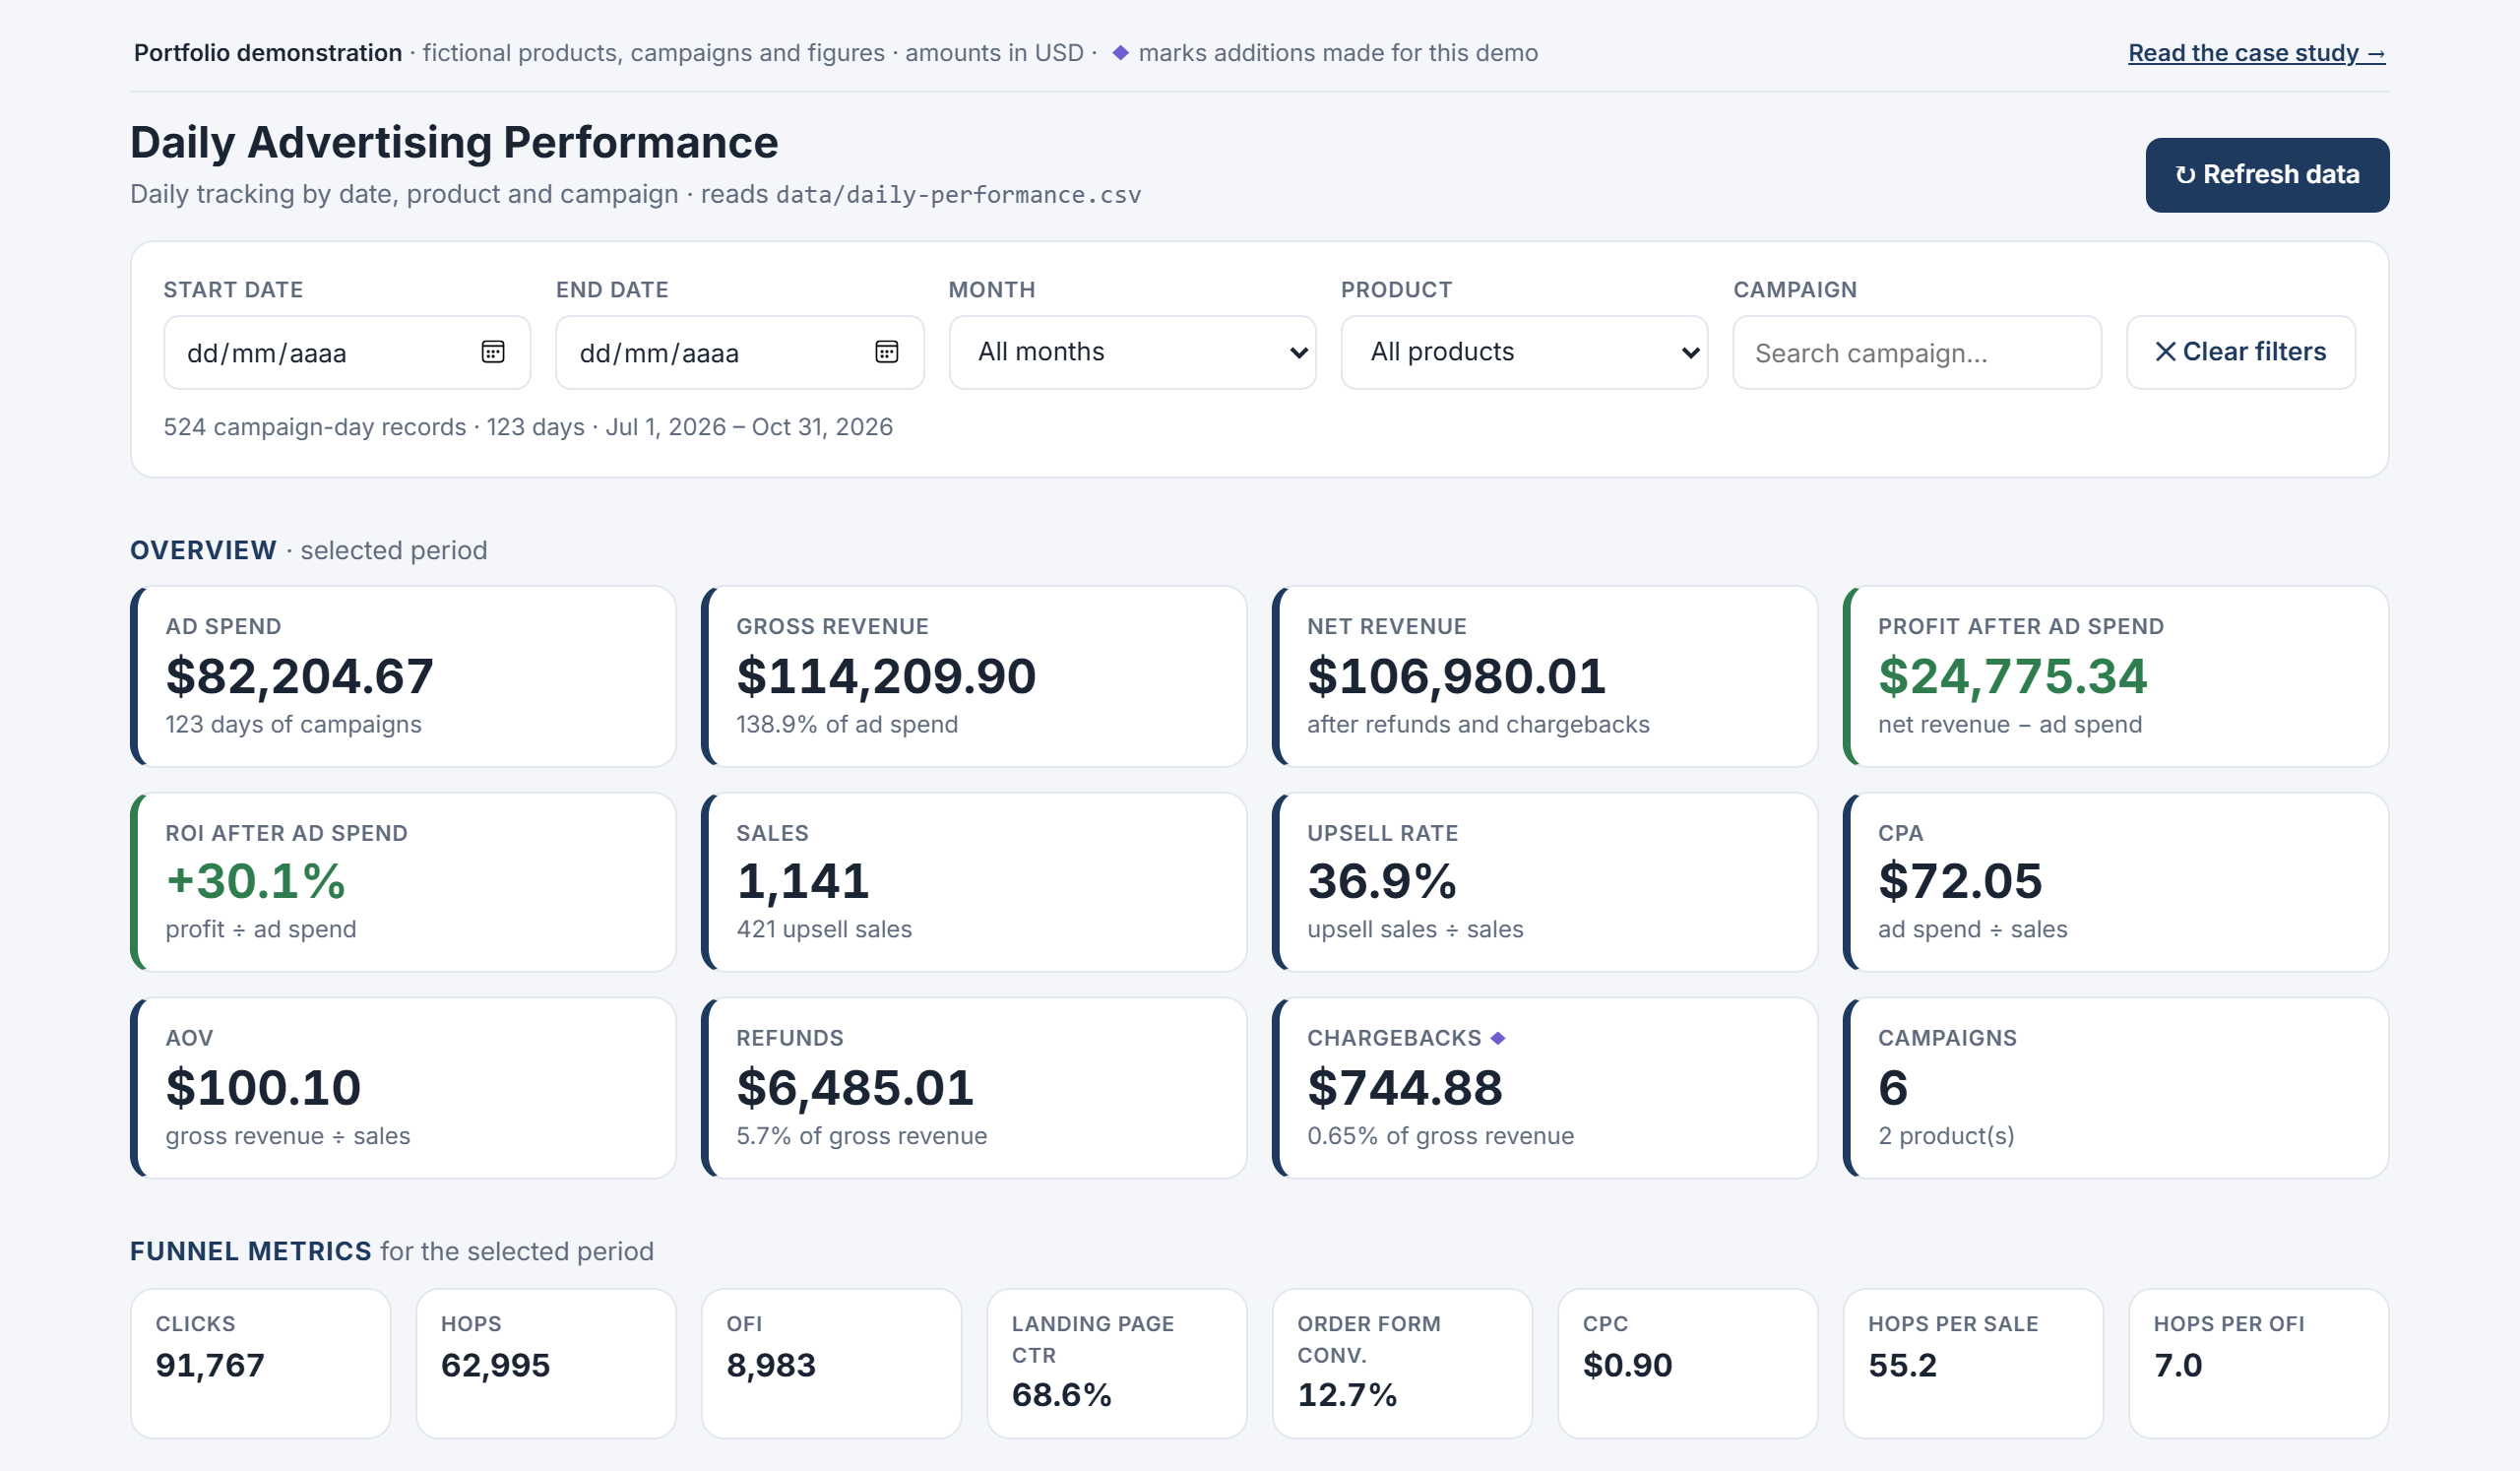 Portfolio demonstration · fictional products, campaigns and figures · amounts in USD · ◆ marks additions made for this demo
Read the case study →
Daily Advertising Performance
Daily tracking by date, product and campaign · reads data/daily-performance.csv
↻ Refresh data
START DATE
END DATE
MONTH
PRODUCT
CAMPAIGN
dd/mm/aaaa
dd/mm/aaaa
All months
All products
Search campaign...
✕ Clear filters
524 campaign-day records · 123 days · Jul 1, 2026 – Oct 31, 2026
OVERVIEW · selected period
AD SPEND
$82,204.67
123 days of campaigns
GROSS REVENUE
$114,209.90
138.9% of ad spend
NET REVENUE
$106,980.01
after refunds and chargebacks
PROFIT AFTER AD SPEND
$24,775.34
net revenue − ad spend
ROI AFTER AD SPEND
+30.1%
profit ÷ ad spend
SALES
1,141
421 upsell sales
UPSELL RATE
36.9%
upsell sales ÷ sales
CPA
$72.05
ad spend ÷ sales
AOV
$100.10
gross revenue ÷ sales
REFUNDS
$6,485.01
5.7% of gross revenue
CHARGEBACKS ◆
$744.88
0.65% of gross revenue
CAMPAIGNS
6
2 product(s)
FUNNEL METRICS for the selected period
CLICKS
91,767
HOPS
62,995
OFI
8,983
LANDING PAGE
CTR
68.6%
ORDER FORM
CONV.
12.7%
CPC
$0.90
HOPS PER SALE
55.2
HOPS PER OFI
7.0